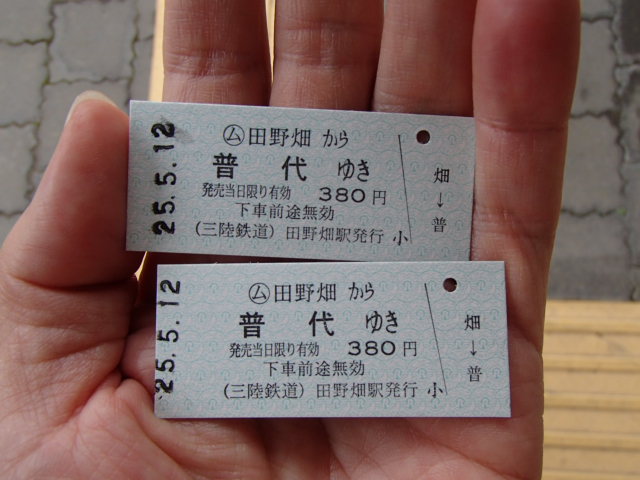 25.5.12
㋰田野畑 から
普代 ゆき
発売当日限り有効 380円
下車前途無効
(三陸鉄道) 田野畑駅発行 小
畑
↓
普
25.5.12
㋰田野畑 から
普代 ゆき
発売当日限り有効 380円
下車前途無効
(三陸鉄道) 田野畑駅発行 小
畑
↓
普